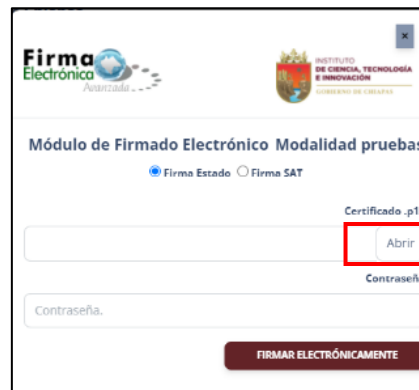 ×
Firma
Electrónica
Avanzada
INSTITUTO
DE CIENCIA, TECNOLOGÍA
E INNOVACIÓN
GOBIERNO DE CHIAPAS
Módulo de Firmado Electrónico Modalidad pruebas
Firma Estado Firma SAT
Certificado .p1
Abrir
Contraseñ
Contraseña.
FIRMAR ELECTRÓNICAMENTE